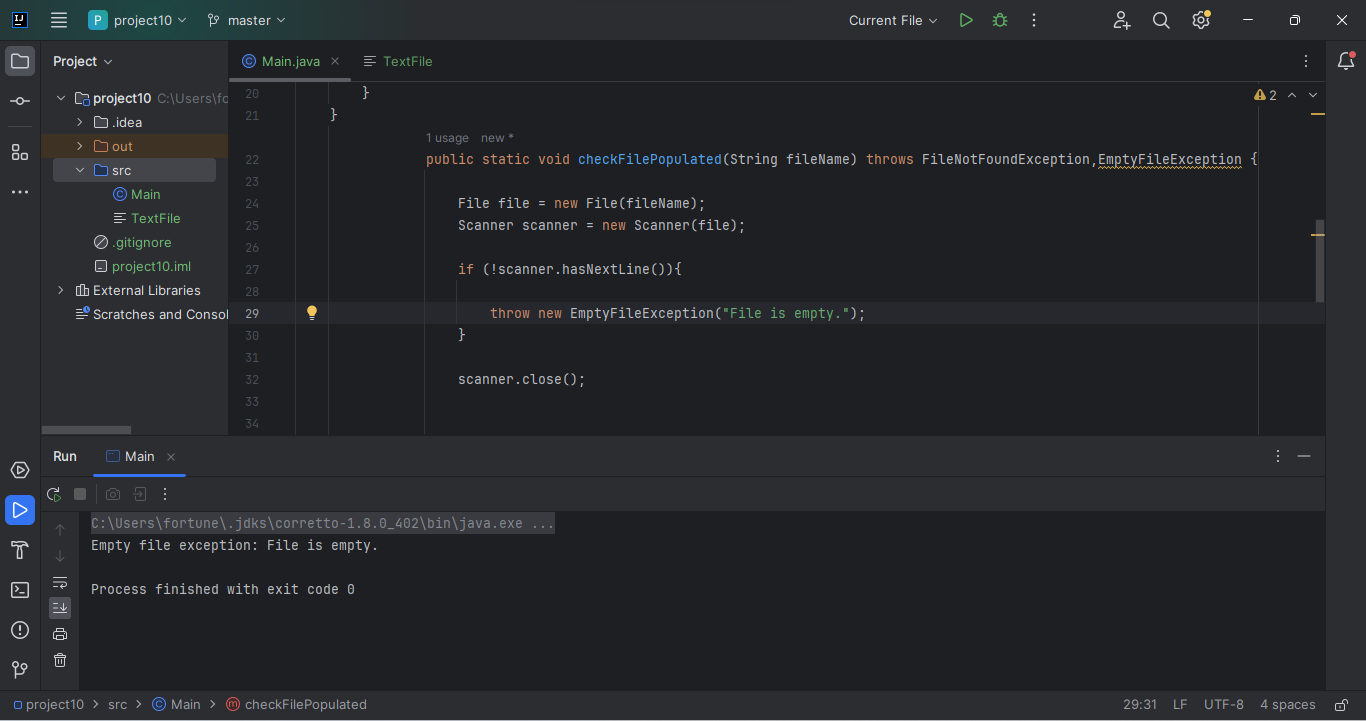 P project10 master Current File
Project
Main.java TextFile
project10 C:\Users\fo
.idea
out
src
Main
TextFile
.gitignore
project10.iml
External Libraries
Scratches and Consol
2
20 }
21 }
1 usage new *
22 public static void checkFilePopulated(String fileName) throws FileNotFoundException,EmptyFileException {
23
24 File file = new File(fileName);
25 Scanner scanner = new Scanner(file);
26
27 if (!scanner.hasNextLine()){
28
29 throw new EmptyFileException("File is empty.");
30 }
31
32 scanner.close();
33
34
Run Main
C:\Users\fortune\.jdks\corretto-1.8.0_402\bin\java.exe ...
Empty file exception: File is empty.
Process finished with exit code 0
project10 > src > Main > checkFilePopulated 29:31 LF UTF-8 4 spaces